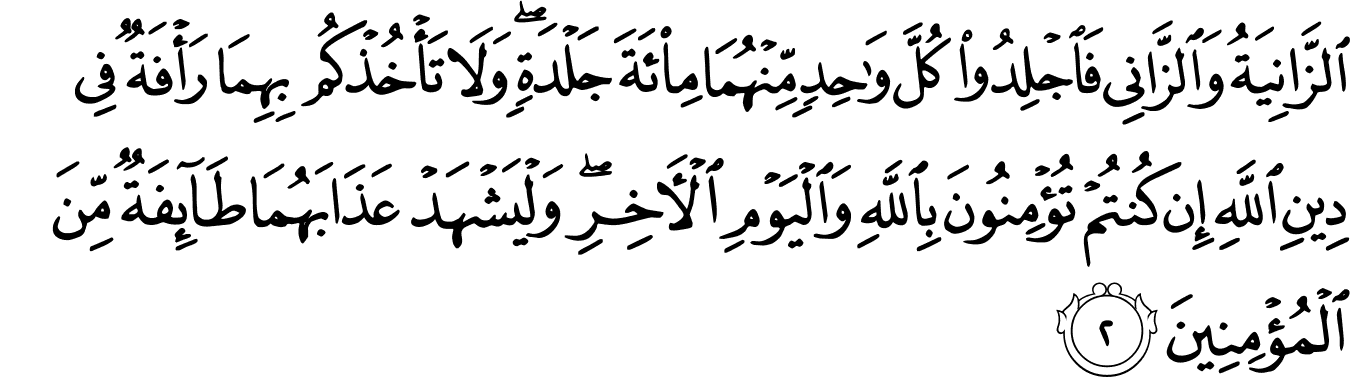 ٱلزَّانِيَةُ وَٱلزَّانِى فَٱجْلِدُوا۟ كُلَّ وَٰحِدٍ مِّنْهُمَا مِا۟ئَةَ جَلْدَةٍ ۖ وَلَا تَأْخُذْكُم بِهِمَا رَأْفَةٌ فِى
دِينِ ٱللَّهِ إِن كُنتُمْ تُؤْمِنُونَ بِٱللَّهِ وَٱلْيَوْمِ ٱلْأَخِرِ ۖ وَلْيَشْهَدْ عَذَابَهُمَا طَآئِفَةٌ مِّنَ
ٱلْمُؤْمِنِينَ ٢